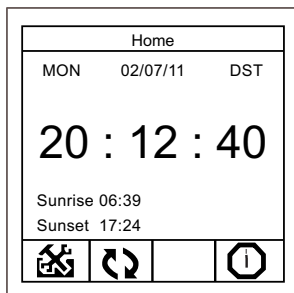 Home
MON 02/07/11 DST
20 : 12 : 40
Sunrise 06:39
Sunset 17:24
i